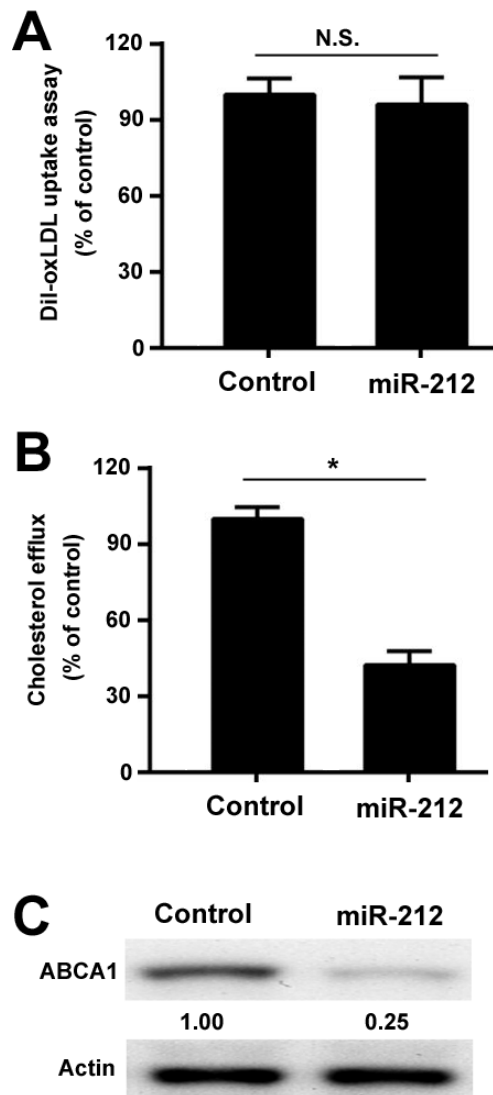 A
DiI-oxLDL uptake assay
(% of control)
120
90
60
30
0
N.S.
Control miR-212
B
Cholesterol efflux
(% of control)
120
90
60
30
0
*
Control miR-212
C
Control miR-212
ABCA1
1.00 0.25
Actin